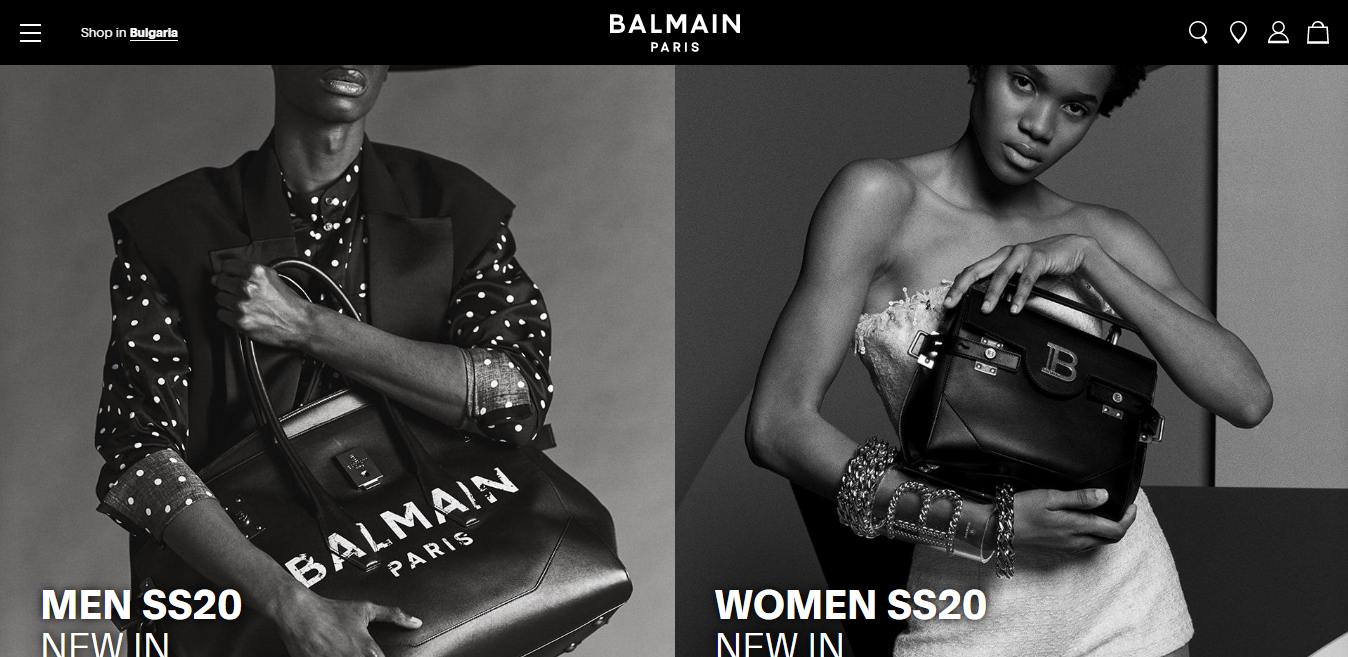 Shop in Bulgaria
BALMAIN
PARIS
BALMAIN
PARIS
B
B
MEN SS20
NEW IN
WOMEN SS20
NEW IN